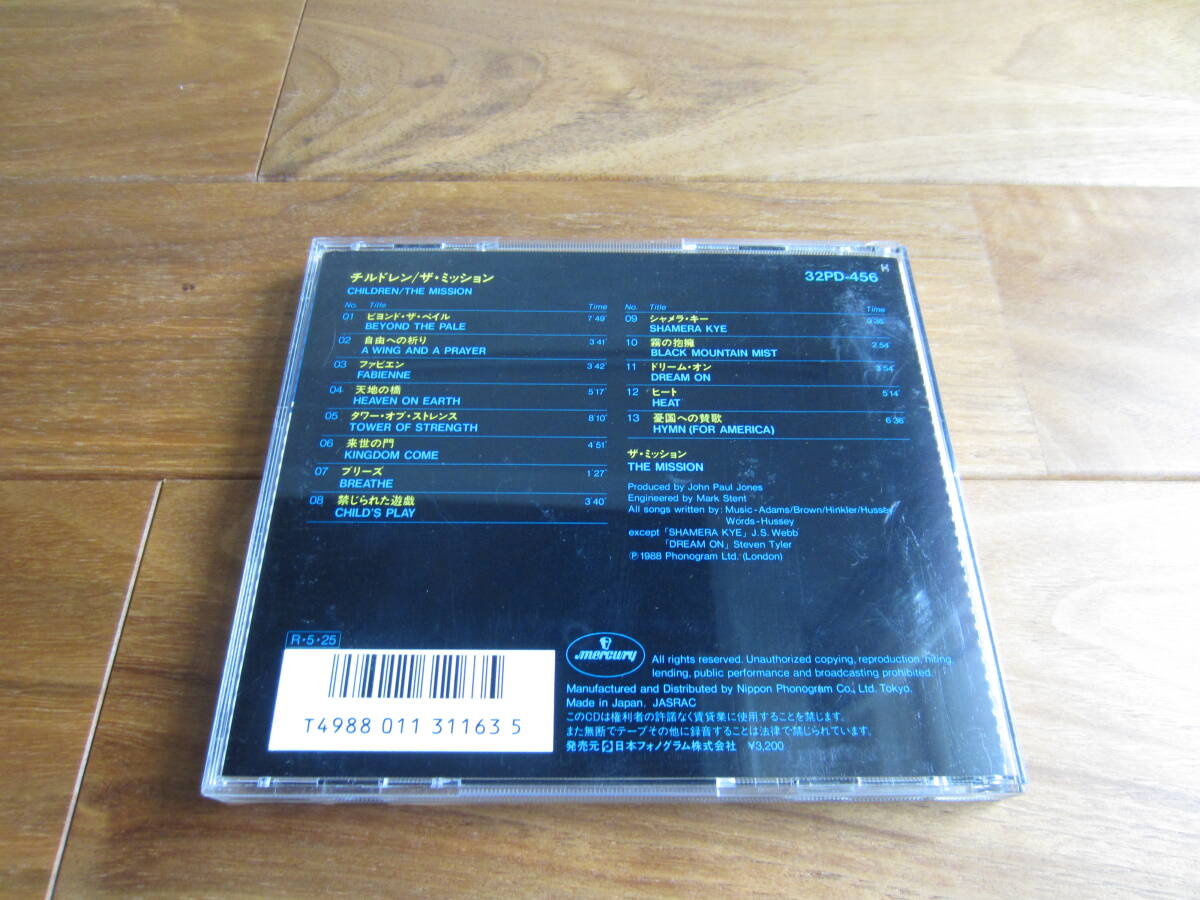 チルドレン/ザ・ミッション
CHILDREN/THE MISSION
32PD-456
No. Title Time
01 ビヨンド・ザ・ペイル
BEYOND THE PALE 7'49"
02 自由への祈り
A WING AND A PRAYER 3'41"
03 ファビエン
FABIENNE 3'42"
04 天地の橋
HEAVEN ON EARTH 5'17"
05 タワー・オブ・ストレンス
TOWER OF STRENGTH 8'10"
06 来世の門
KINGDOM COME 4'51"
07 ブリーズ
BREATHE 1'27"
08 禁じられた遊戯
CHILD'S PLAY 3'40"
No. Title Time
09 シャメラ・キー
SHAMERA KYE 0'35"
10 霧の抱擁
BLACK MOUNTAIN MIST 2'54"
11 ドリーム・オン
DREAM ON 3'54"
12 ヒート
HEAT 5'14"
13 憂国への賛歌
HYMN (FOR AMERICA) 6'36"
ザ・ミッション
THE MISSION
Produced by John Paul Jones
Engineered by Mark Stent
All songs written by: Music-Adams/Brown/Hinkler/Hussey
Words-Hussey
except「SHAMERA KYE」J.S. Webb
「DREAM ON」Steven Tyler
℗1988 Phonogram Ltd. (London)
R・5・25
T4988 011 31163 5
mercury
All rights reserved. Unauthorized copying, reproduction, hiring,
lending, public performance and broadcasting prohibited.
Manufactured and Distributed by Nippon Phonogram Co., Ltd. Tokyo.
Made in Japan. JASRAC
このCDは権利者の許諾なく賃貸業に使用することを禁じます。
また無断でテープその他に録音することは法律で禁じられています。
発売元 日本フォノグラム株式会社 ¥3,200